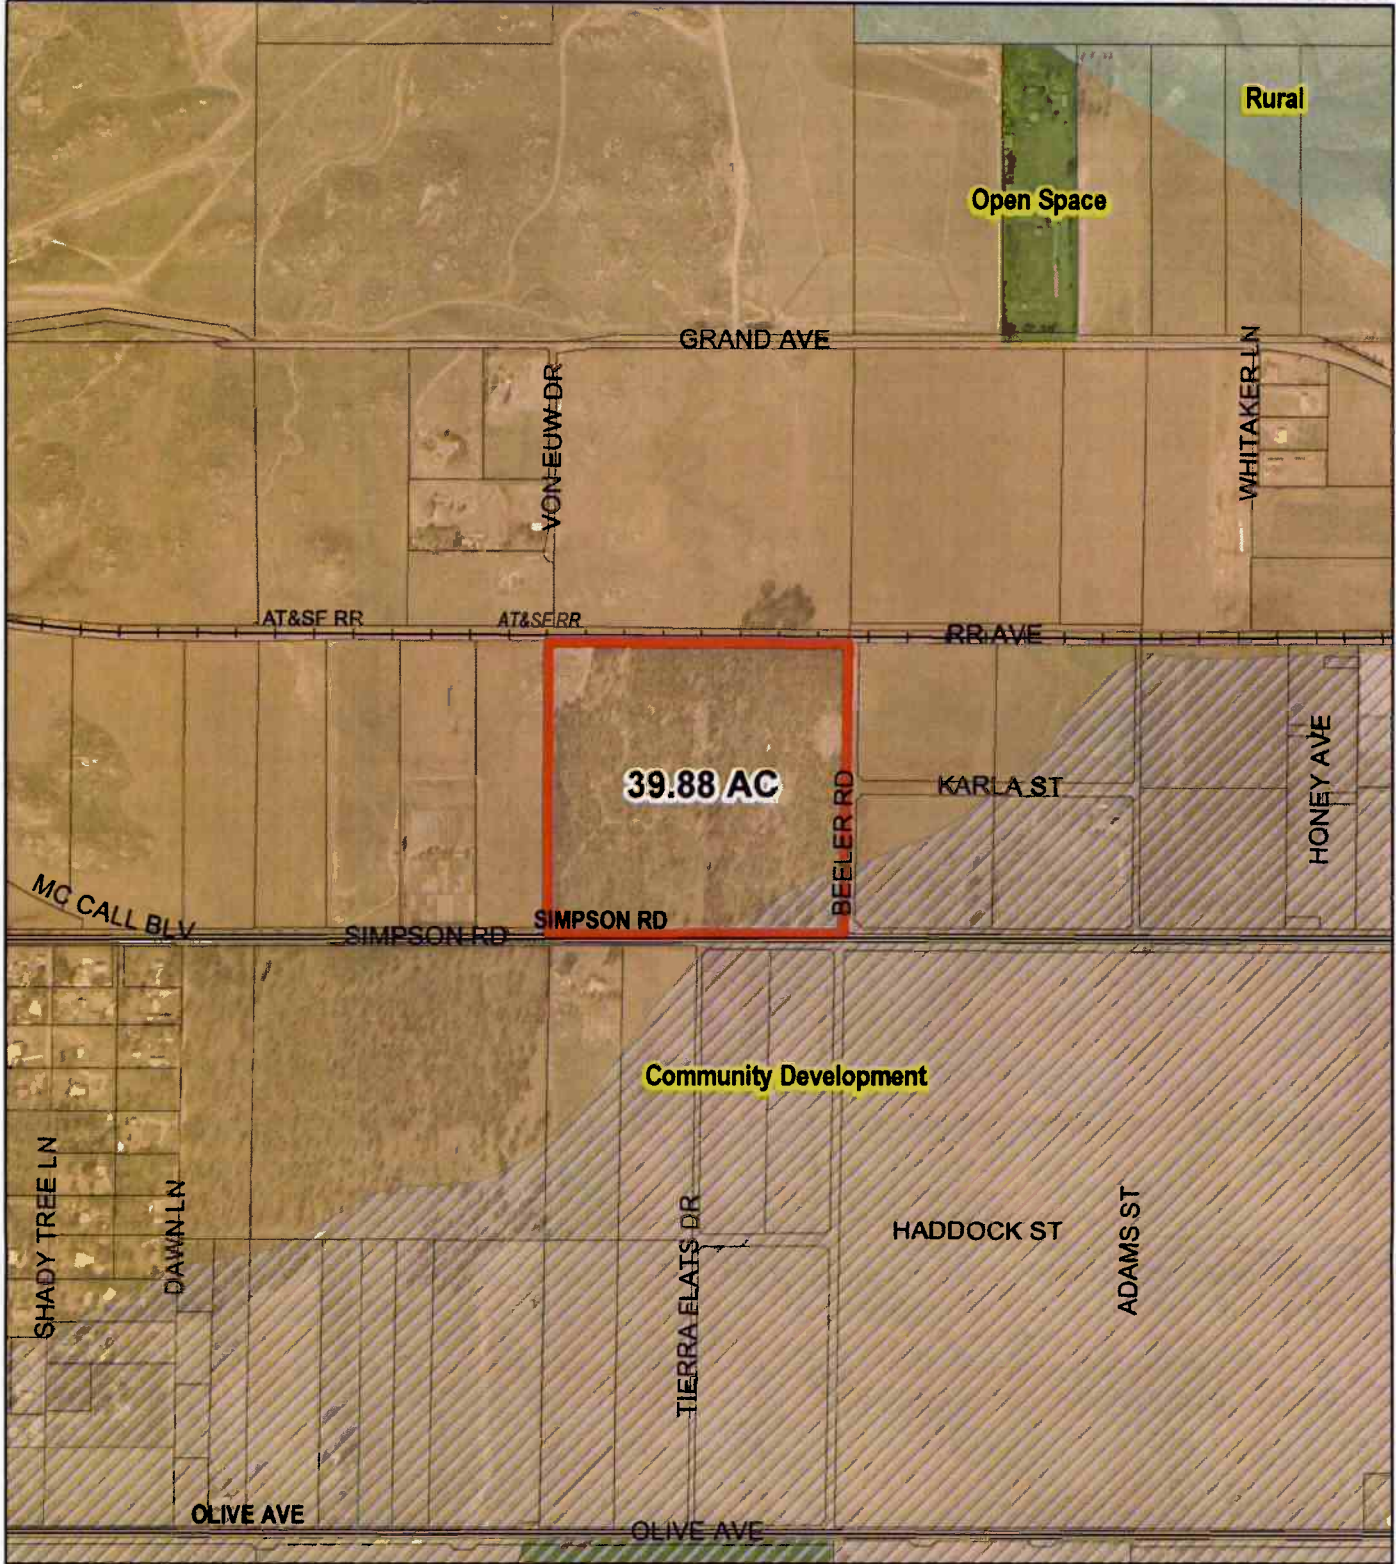 Rural
Open Space
GRAND AVE
WHITAKER LN
VON EUW DR
AT&SF RR
AT&SF RR
RR AVE
39.88 AC
KARLA ST
BEELER RD
HONEY AVE
MC CALL BLV
SIMPSON RD
SIMPSON RD
Community Development
SHADY TREE LN
DAWN LN
TIERRA FLATS DR
HADDOCK ST
ADAMS ST
OLIVE AVE
OLIVE AVE